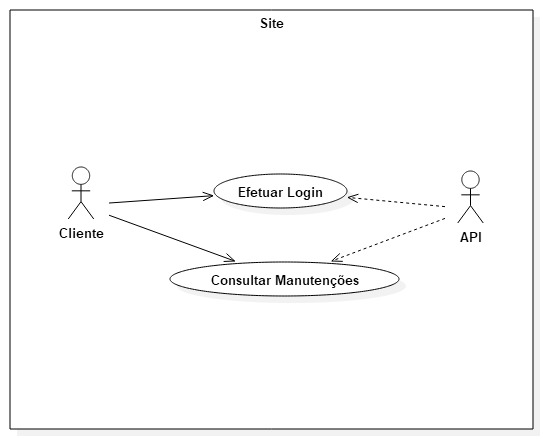 Site
Efetuar Login
Cliente
API
Consultar Manutenções